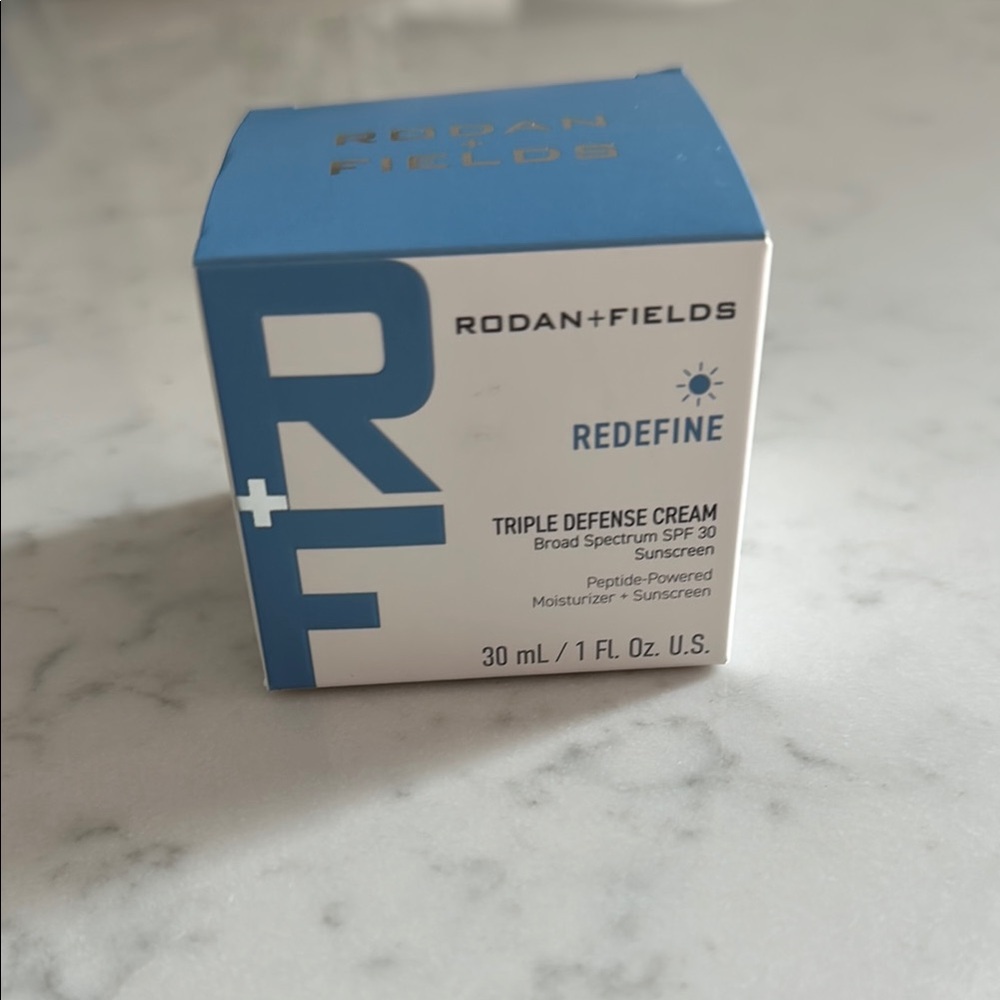 RODAN
+
FIELDS
R
+
F
RODAN+FIELDS
REDEFINE
TRIPLE DEFENSE CREAM
Broad Spectrum SPF 30
Sunscreen
Peptide-Powered
Moisturizer + Sunscreen
30 mL / 1 Fl. Oz. U.S.